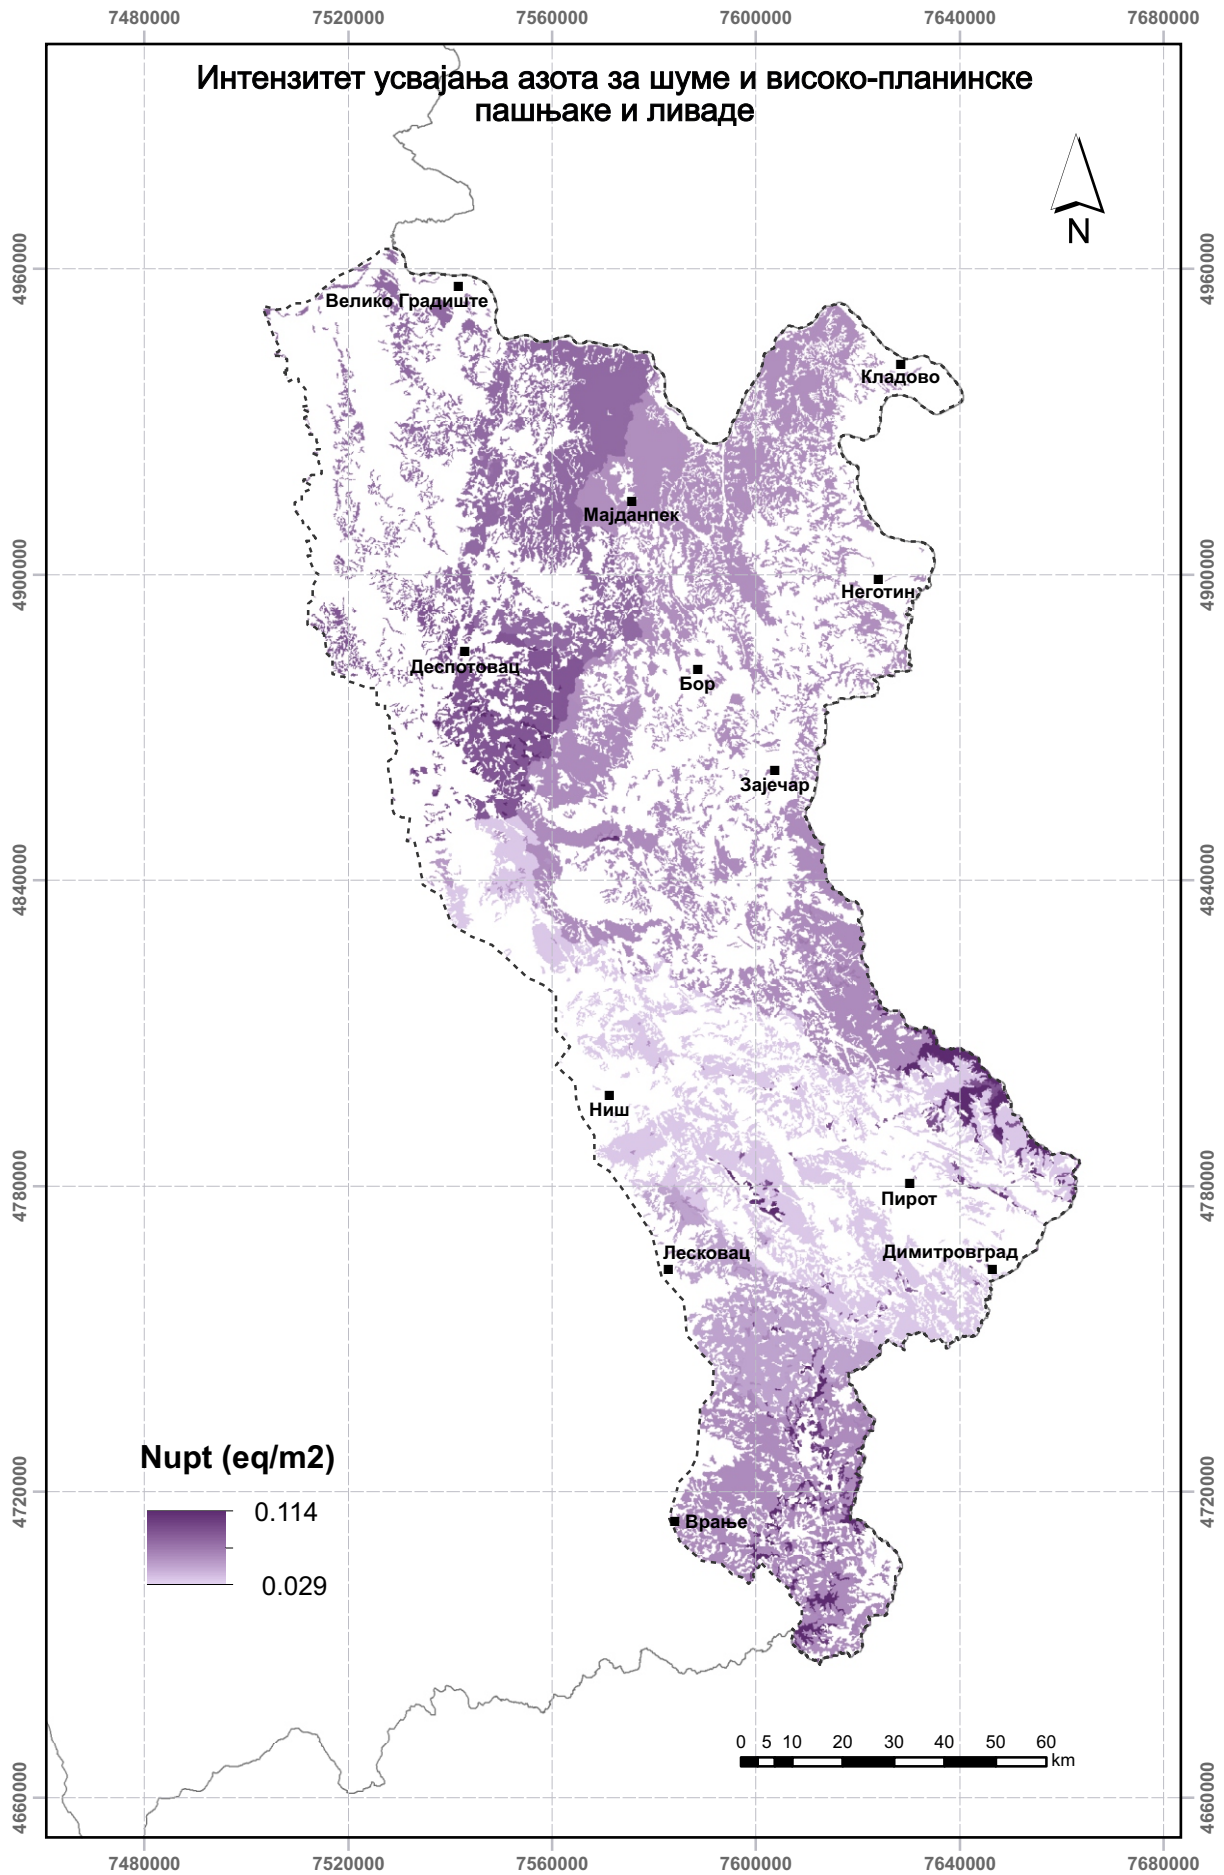 7480000 7520000 7560000 7600000 7640000 7680000
Интензитет усвајања азота за шуме и високо-планинске
пашњаке и ливаде
N
4960000 4960000
Велико Градиште
Кладово
Мајданпек
4900000 4900000
Неготин
Деспотовац
Бор
Зајечар
4840000 4840000
Ниш
4780000 4780000
Пирот
Лесковац
Димитровград
Nupt (eq/m2)
0.114
0.029
4720000 4720000
Врање
0 5 10 20 30 40 50 60
km
4660000 4660000
7480000 7520000 7560000 7600000 7640000 7680000